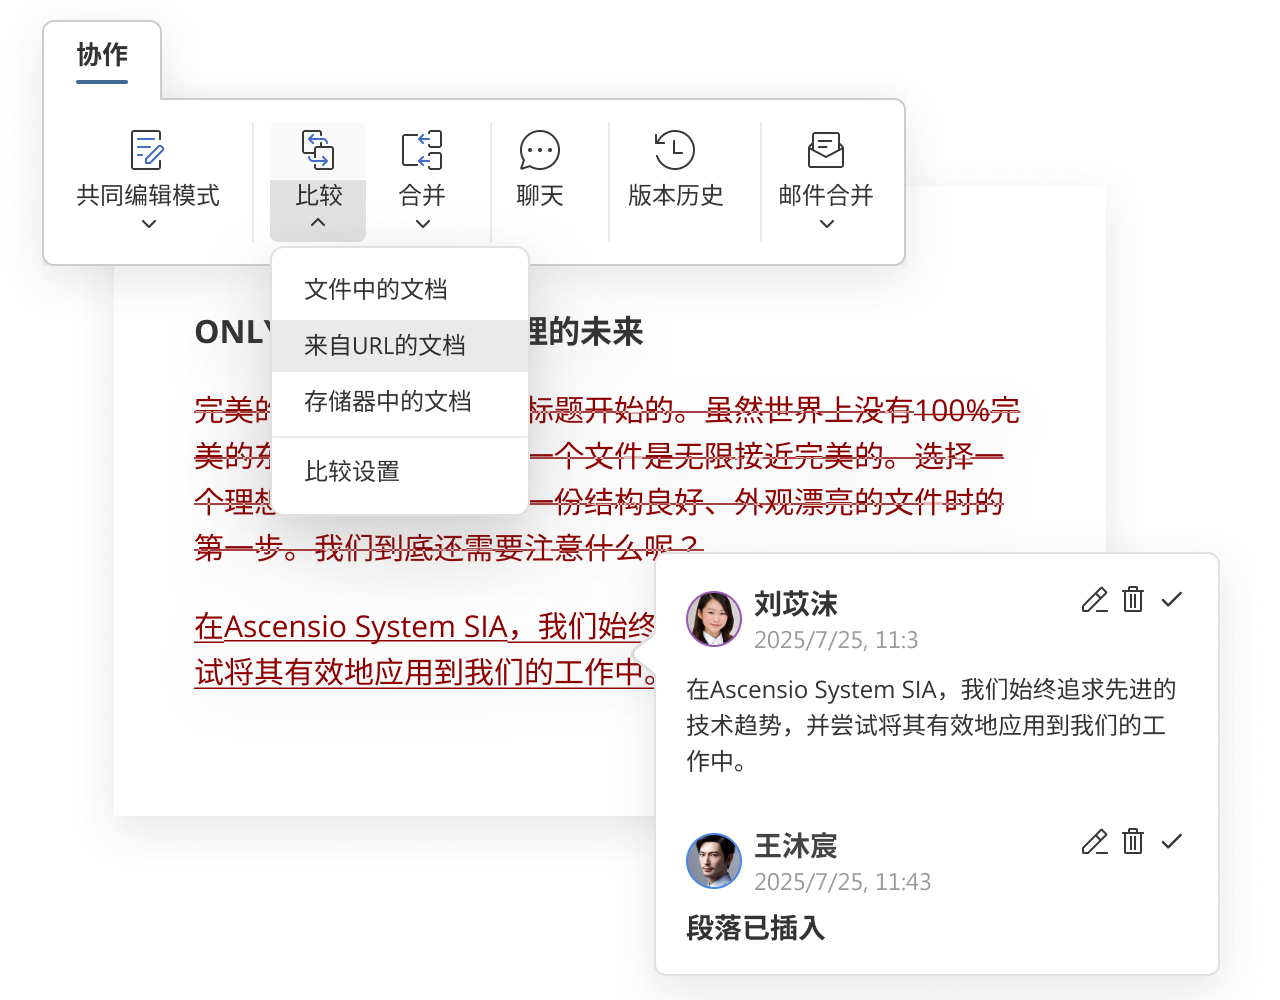 协作
共同编辑模式
比较
合并
聊天
版本历史
邮件合并
文件中的文档
来自URL的文档
存储器中的文档
比较设置
ONLY 理的未来
完美的 标题开始的。虽然世界上没有100%完
美的东 一个文件是无限接近完美的。选择一
个理想 一份结构良好、外观漂亮的文件时的
第一步。我们到底还需要注意什么呢？
在Ascensio System SIA，我们始终
试将其有效地应用到我们的工作中。
刘苡沫
2025/7/25, 11:3
在Ascensio System SIA，我们始终追求先进的
技术趋势，并尝试将其有效地应用到我们的工
作中。
王沐宸
2025/7/25, 11:43
段落已插入